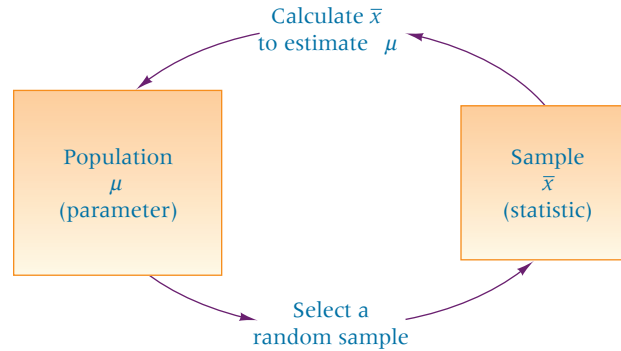 Calculate x̄
to estimate μ
Population
μ
(parameter)
Sample
x̄
(statistic)
Select a
random sample